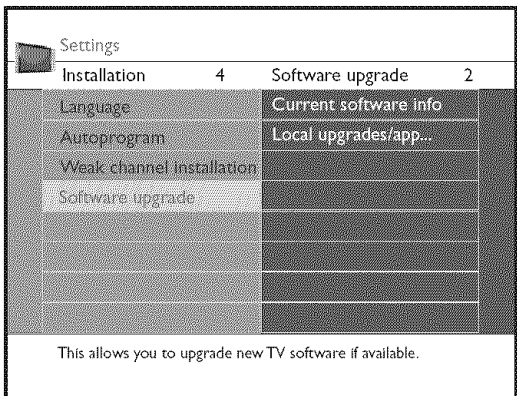 Settings
Installation 4 Software upgrade 2
Language Current software info
Autoprogram Local upgrades/app...
Weak channel installation
Software upgrade
This allows you to upgrade new TV software if available.